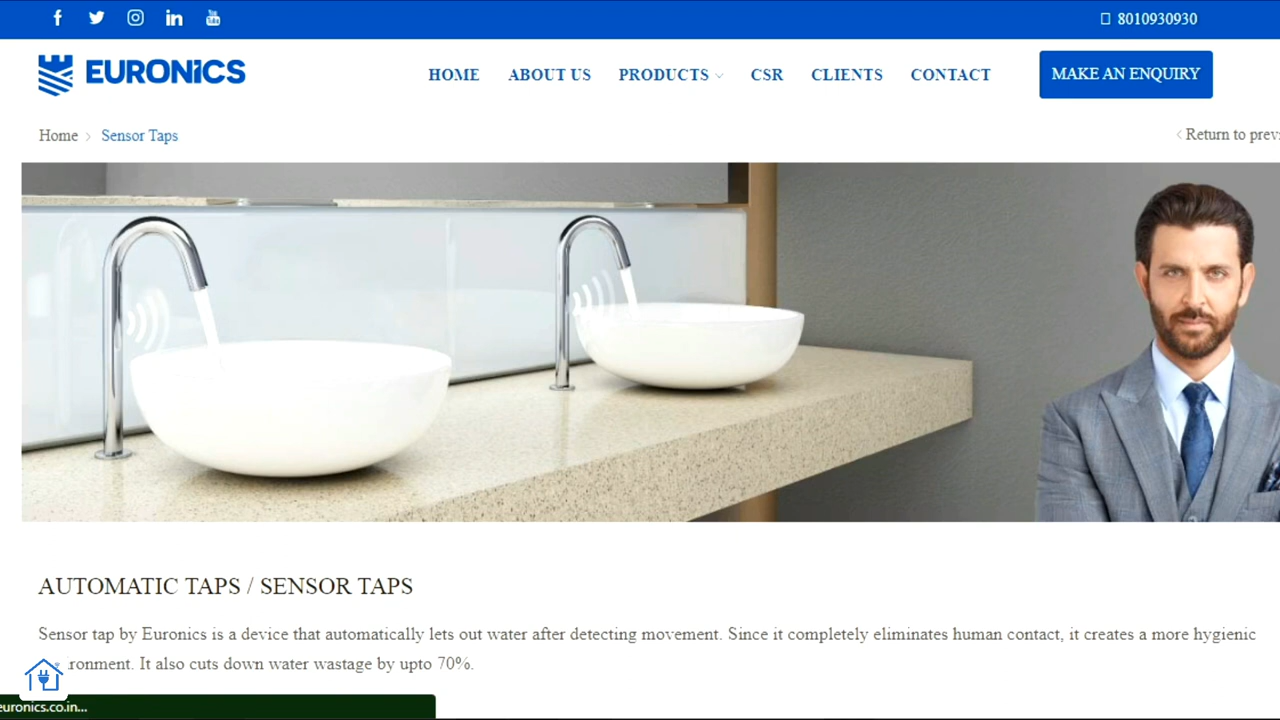 8010930930
EURONICS
HOME ABOUT US PRODUCTS CSR CLIENTS CONTACT MAKE AN ENQUIRY
Home Sensor Taps
Return to
AUTOMATIC TAPS / SENSOR TAPS
Sensor tap by Euronics is a device that automatically lets out water after detecting movement. Since it completely eliminates human contact, it creates a more hygienic
It also cuts down water wastage by upto 70%.
euronics.co.in...